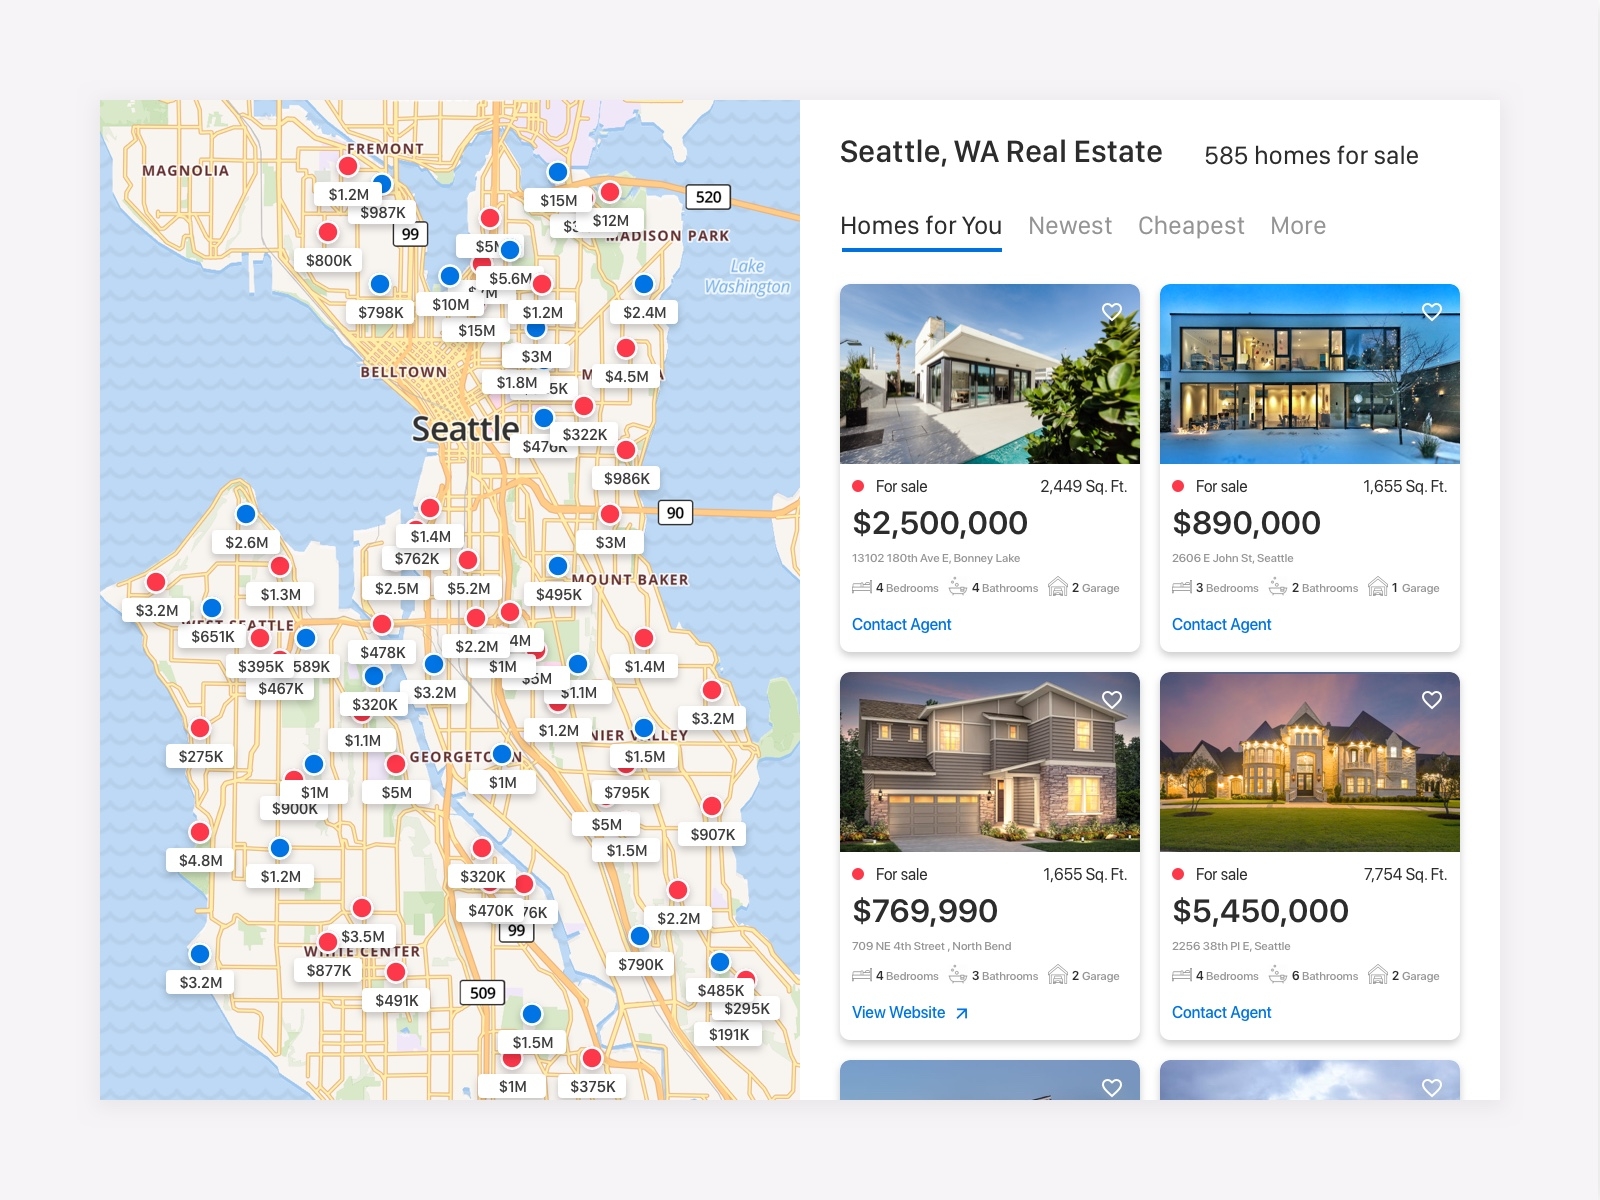 FREMONT
MAGNOLIA
$1.2M
$987K
$15M
$12M
520
99
$800K
MADISON PARK
Lake
Washington
$5.6M
$10M
$798K
$1.2M
$2.4M
$15M
$3M
BELLTOWN
$4.5M
$1.8M
Seattle
$322K
$476K
$986K
90
$1.4M
$3M
$2.6M
$762K
MOUNT BAKER
$2.5M
$5.2M
$495K
$1.3M
$3.2M
WEST SEATTLE
$651K
$2.2M
$478K
$395K
589K
$1M
$1.4M
$467K
$5M
$3.2M
$1.1M
$320K
$3.2M
$1.2M
$1.1M
$275K
GEORGETOWN
$1.5M
$1M
$1M
$5M
$795K
$900K
$5M
$907K
$4.8M
$1.5M
$1.2M
$320K
$470K
$2.2M
99
$3.5M
WHITE CENTER
$877K
$790K
$3.2M
$491K
509
$485K
$295K
$191K
$1.5M
$1M
$375K
Seattle, WA Real Estate
585 homes for sale
Homes for You Newest Cheapest More
For sale 2,449 Sq. Ft.
$2,500,000
13102 180th Ave E, Bonney Lake
4 Bedrooms 4 Bathrooms 2 Garage
Contact Agent
For sale 1,655 Sq. Ft.
$890,000
2606 E John St, Seattle
3 Bedrooms 2 Bathrooms 1 Garage
Contact Agent
For sale 1,655 Sq. Ft.
$769,990
709 NE 4th Street , North Bend
4 Bedrooms 3 Bathrooms 2 Garage
View Website
For sale 7,754 Sq. Ft.
$5,450,000
2256 38th Pl E, Seattle
4 Bedrooms 6 Bathrooms 2 Garage
Contact Agent